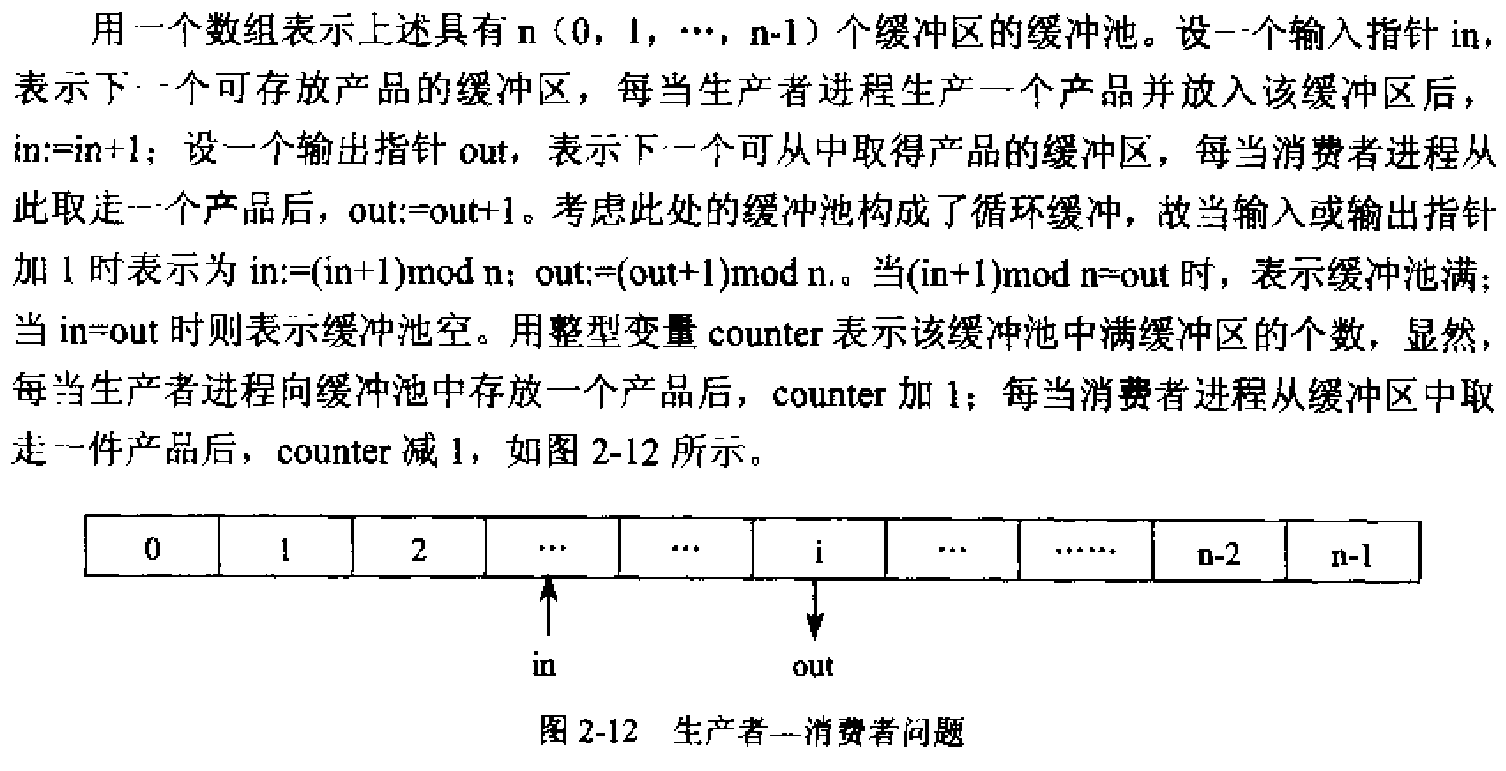 用一个数组表示上述具有 n（0，1，…，n-1）个缓冲区的缓冲池。设一个输入指针 in，
表示下一个可存放产品的缓冲区，每当生产者进程生产一个产品并放入该缓冲区后，
in:=in+1；设一个输出指针 out，表示下一个可从中取得产品的缓冲区，每当消费者进程从
此取走一个产品后，out:=out+1。考虑此处的缓冲池构成了循环缓冲，故当输入或输出指针
加 1 时表示为 in:=(in+1)mod n；out:=(out+1)mod n.。当(in+1)mod n=out 时，表示缓冲池满；
当 in=out 时则表示缓冲池空。用整型变量 counter 表示该缓冲池中满缓冲区的个数，显然，
每当生产者进程向缓冲池中存放一个产品后，counter 加 1；每当消费者进程从缓冲区中取
走一件产品后，counter 减 1，如图 2-12 所示。
0 1 2 … … i … …… n-2 n-1
in out
图 2-12 生产者—消费者问题